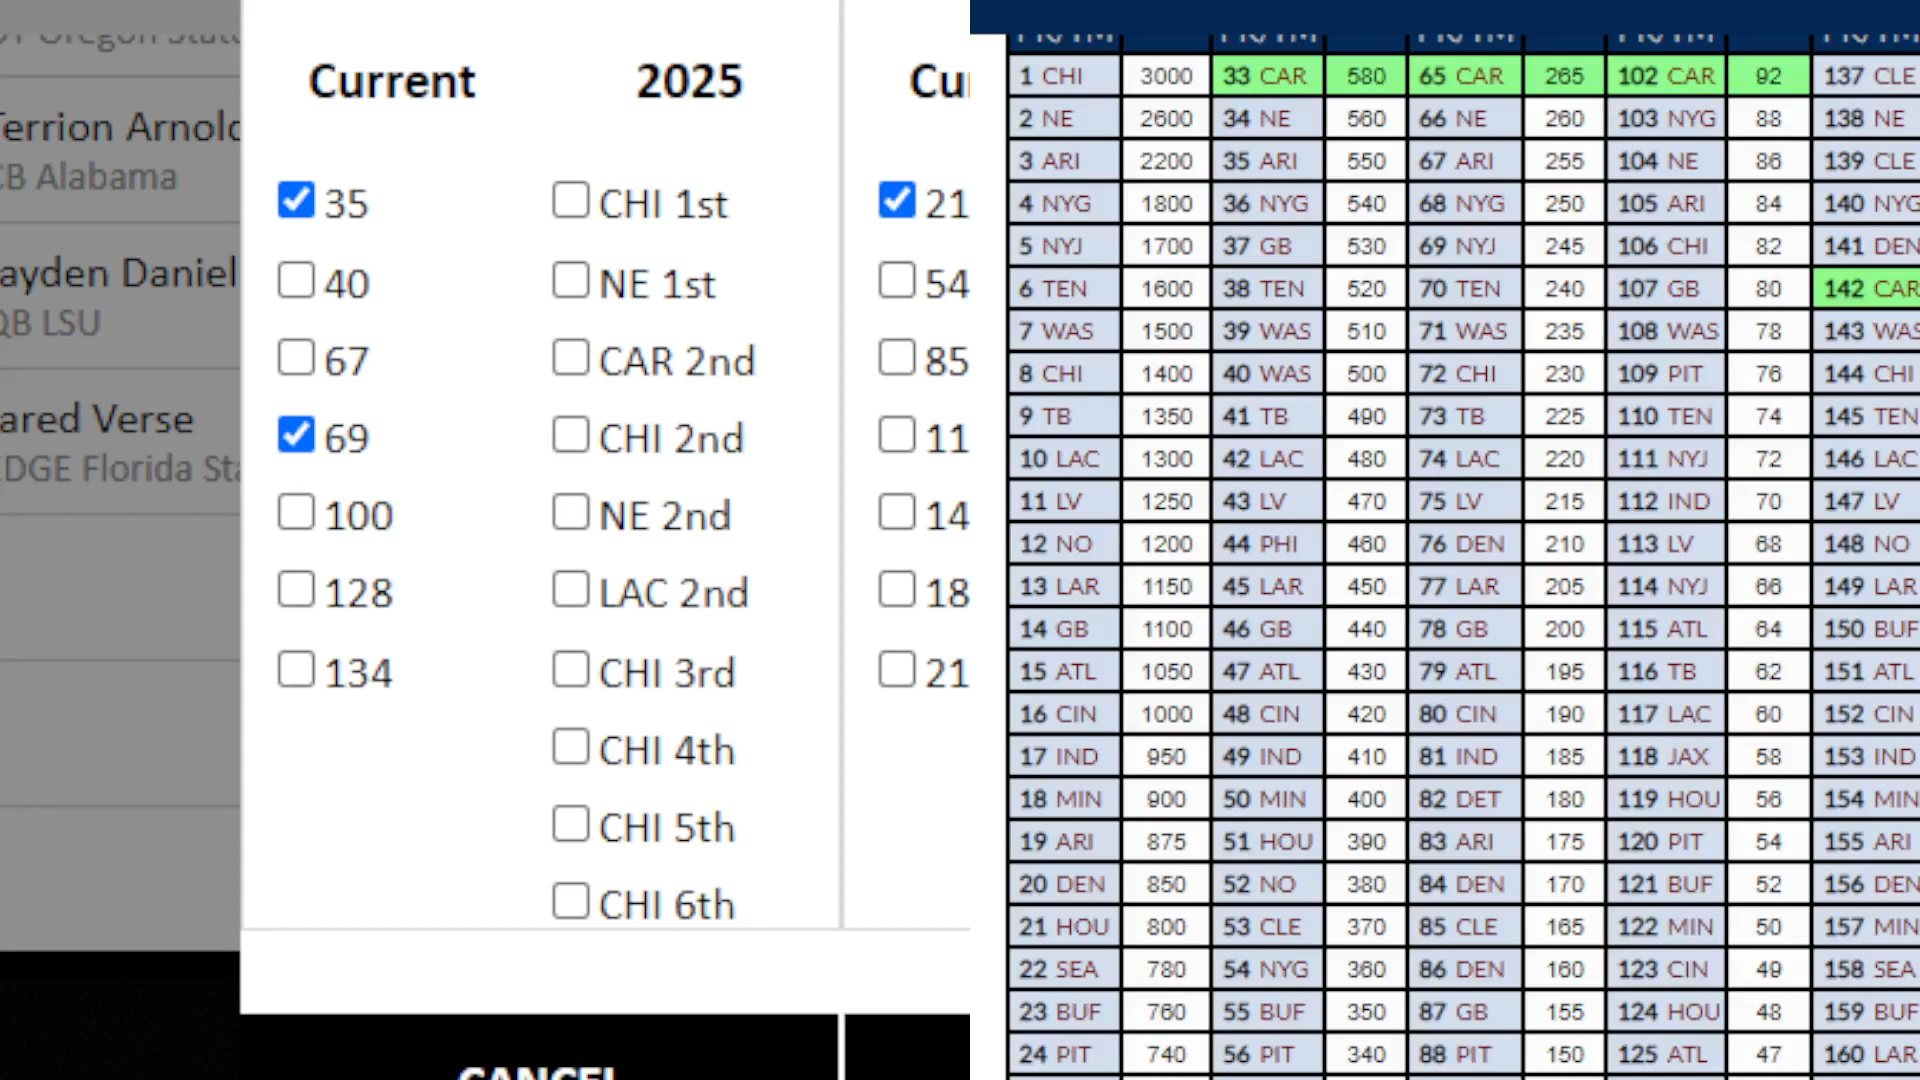 Current 2025
35 CHI 1st 21
40 NE 1st 54
67 CAR 2nd 85
69 CHI 2nd 11
100 NE 2nd 14
128 LAC 2nd 18
134 CHI 3rd 21
CHI 4th
CHI 5th
CHI 6th
Alabama
LSU
Verse
Florida
1 CHI 3000 33 CAR 580 65 CAR 265 102 CAR 92 137 CLE
2 NE 2600 34 NE 560 66 NE 260 103 NYG 88 138 NE
3 ARI 2200 35 ARI 550 67 ARI 255 104 NE 86 139 CLE
4 NYG 1800 36 NYG 540 68 NYG 250 105 ARI 84 140 NYG
5 NYJ 1700 37 GB 530 69 NYJ 245 106 CHI 82 141 DEN
6 TEN 1600 38 TEN 520 70 TEN 240 107 GB 80 142 CAR
7 WAS 1500 39 WAS 510 71 WAS 235 108 WAS 78 143 WAS
8 CHI 1400 40 WAS 500 72 CHI 230 109 PIT 76 144 CHI
9 TB 1350 41 TB 490 73 TB 225 110 TEN 74 145 TEN
10 LAC 1300 42 LAC 480 74 LAC 220 111 NYJ 72 146 LAC
11 LV 1250 43 LV 470 75 LV 215 112 IND 70 147 LV
12 NO 1200 44 PHI 460 76 DEN 210 113 LV 68 148 NO
13 LAR 1150 45 LAR 450 77 LAR 205 114 NYJ 66 149 LAR
14 GB 1100 46 GB 440 78 GB 200 115 ATL 64 150 BUF
15 ATL 1050 47 ATL 430 79 ATL 195 116 TB 62 151 ATL
16 CIN 1000 48 CIN 420 80 CIN 190 117 LAC 60 152 CIN
17 IND 950 49 IND 410 81 IND 185 118 JAX 58 153 IND
18 MIN 900 50 MIN 400 82 DET 180 119 HOU 56 154 MIN
19 ARI 875 51 HOU 390 83 ARI 175 120 PIT 54 155 ARI
20 DEN 850 52 NO 380 84 DEN 170 121 BUF 52 156 DEN
21 HOU 800 53 CLE 370 85 CLE 165 122 MIN 50 157 MIN
22 SEA 780 54 NYG 360 86 DEN 160 123 CIN 49 158 SEA
23 BUF 760 55 BUF 350 87 GB 155 124 HOU 48 159 BUF
24 PIT 740 56 PIT 340 88 PIT 150 125 ATL 47 160 LAR
CANCEL